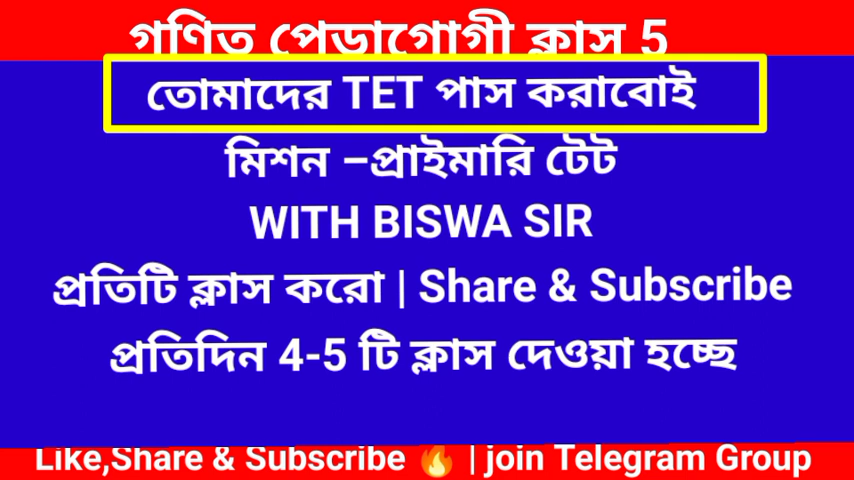 গণিত পেডাগোগী ক্লাস 5
তোমাদের TET পাস করাবোই
মিশন –প্রাইমারি টেট
WITH BISWA SIR
প্রতিটি ক্লাস করো | Share & Subscribe
প্রতিদিন 4-5 টি ক্লাস দেওয়া হচ্ছে
Like,Share & Subscribe 🔥 | join Telegram Group